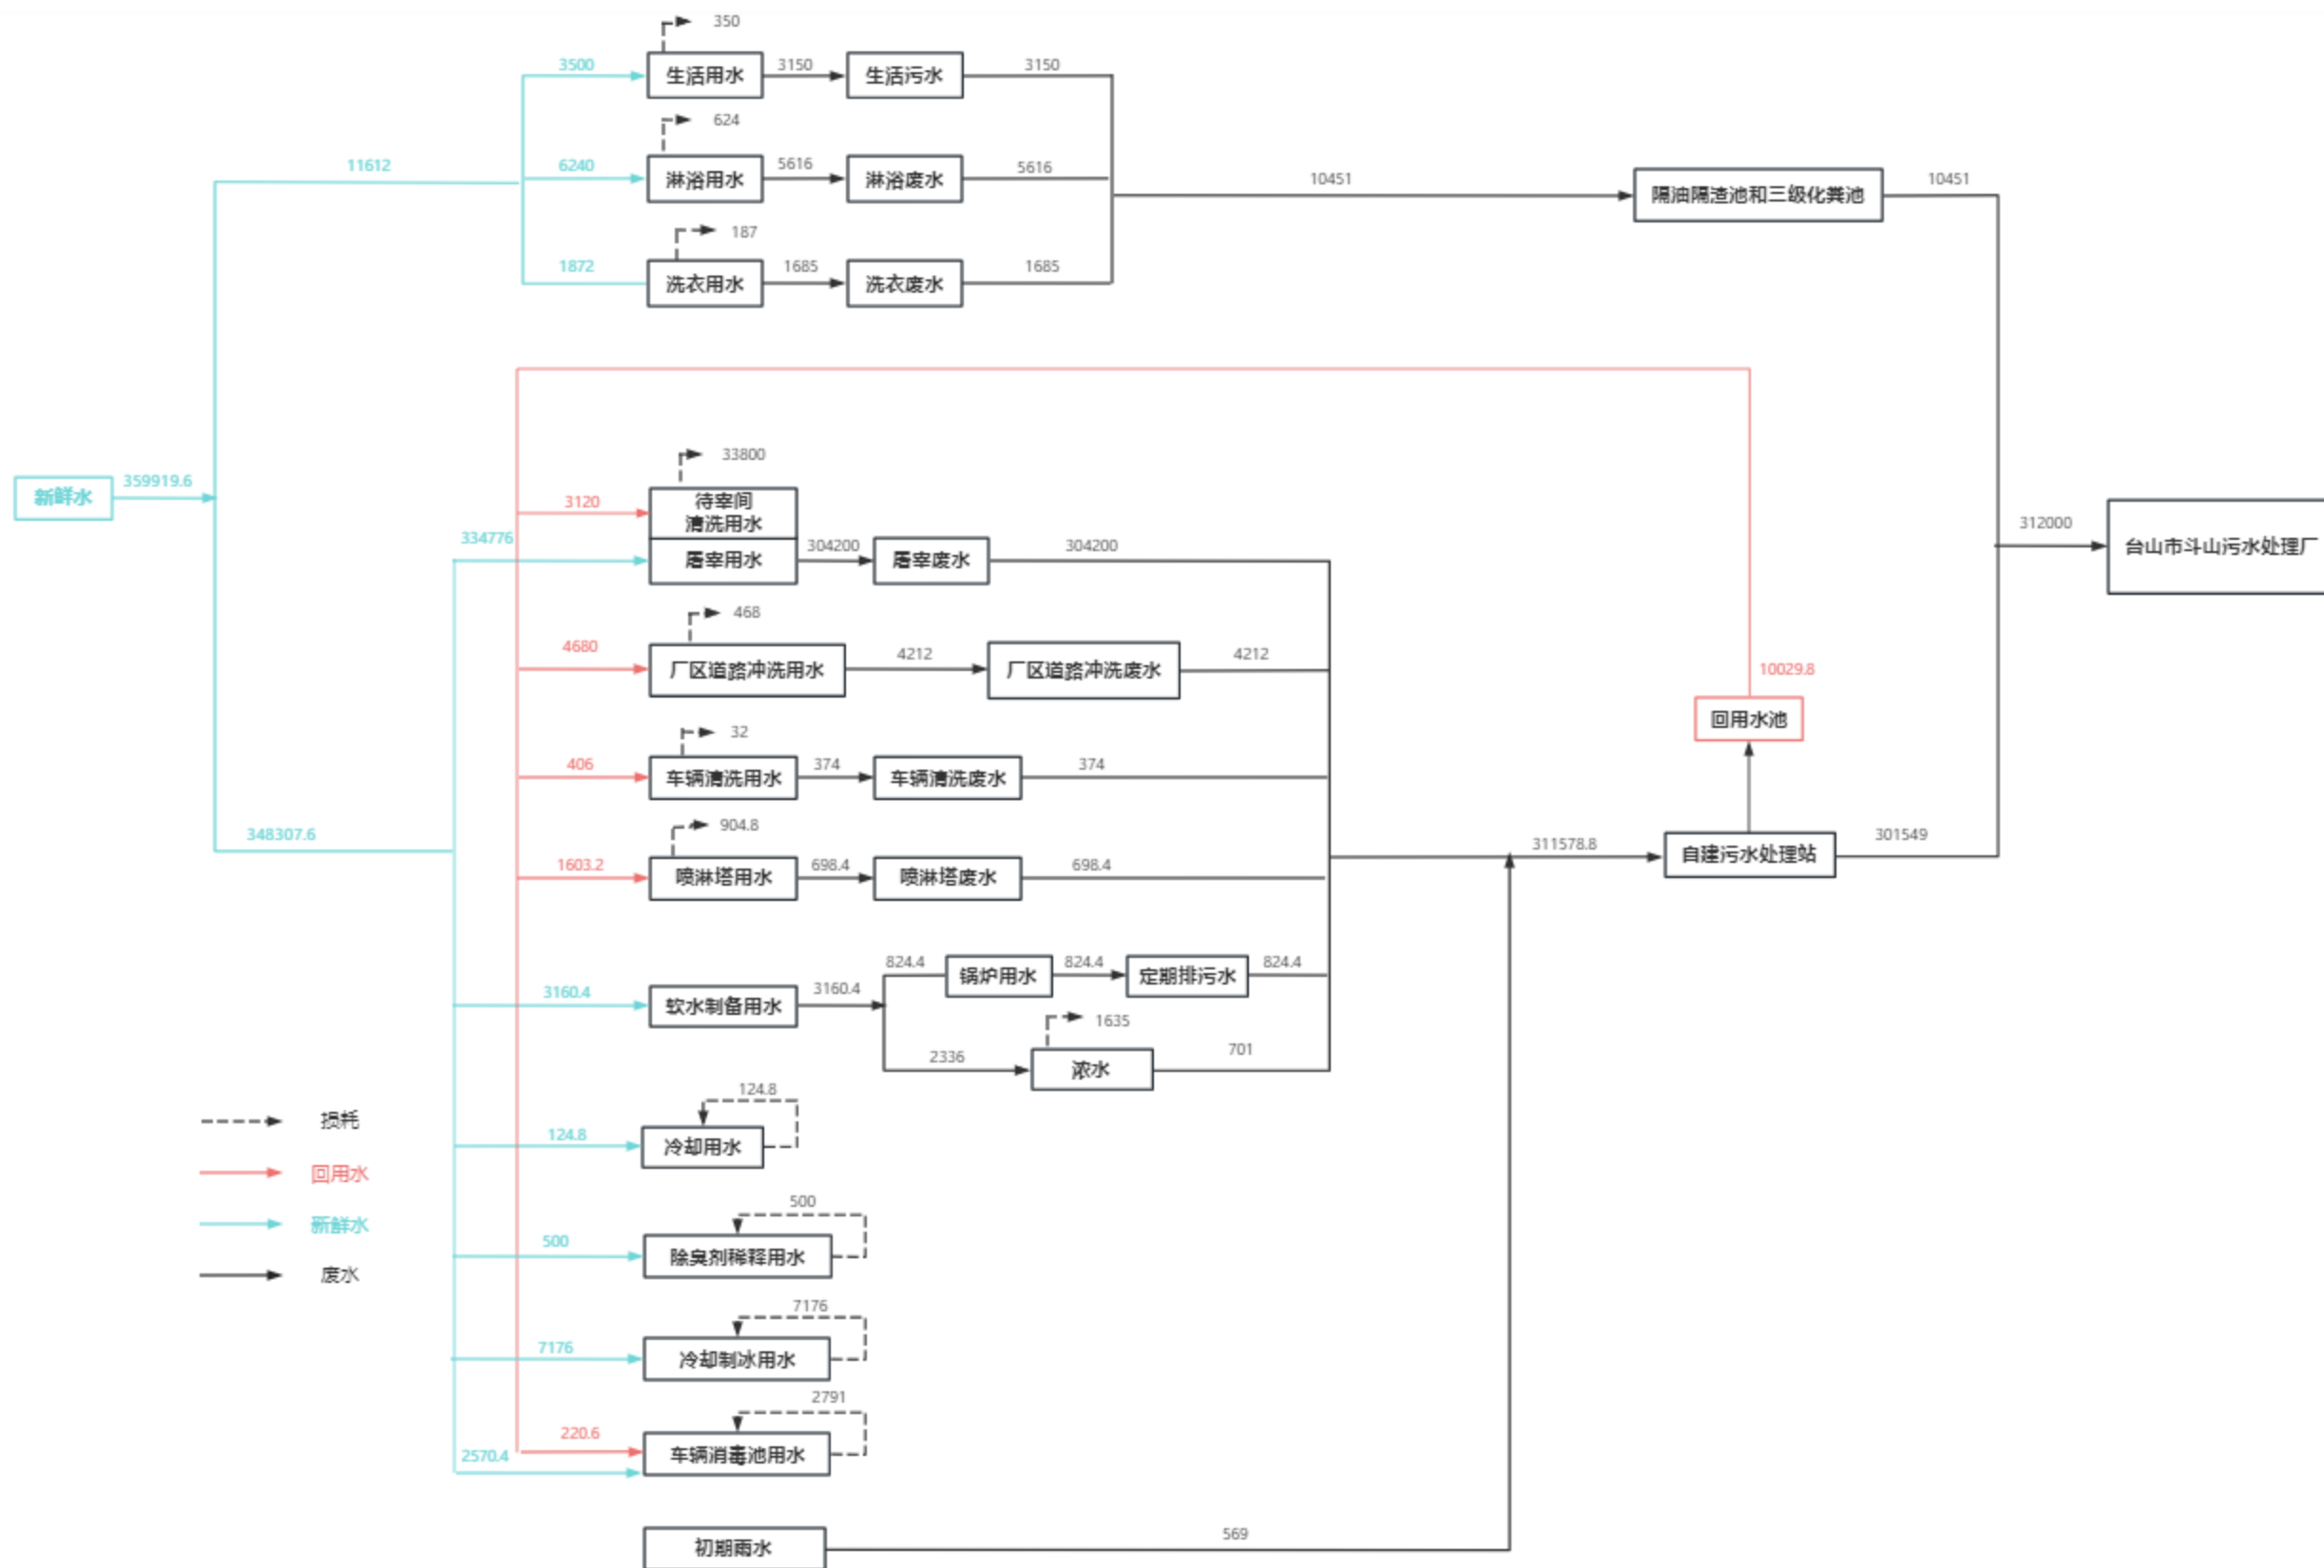 350
3500
生活用水
3150
生活污水
3150
624
11612
6240
淋浴用水
5616
淋浴废水
5616
10451
隔油隔渣池和三级化粪池
10451
187
1872
洗衣用水
1685
洗衣废水
1685
新鲜水
359919.6
33800
3120
待宰间
清洗用水
334776
屠宰用水
304200
屠宰废水
304200
312000
台山市斗山污水处理厂
468
4680
厂区道路冲洗用水
4212
厂区道路冲洗废水
4212
10029.8
回用水池
32
406
车辆清洗用水
374
车辆清洗废水
374
348307.6
904.8
1603.2
喷淋塔用水
698.4
喷淋塔废水
698.4
311578.8
自建污水处理站
301549
824.4
锅炉用水
824.4
定期排污水
824.4
3160.4
软水制备用水
3160.4
1635
2336
浓水
701
124.8
124.8
冷却用水
损耗
回用水
新鲜水
废水
500
500
除臭剂稀释用水
7176
7176
冷却制冰用水
2791
220.6
2570.4
车辆消毒池用水
初期雨水
569